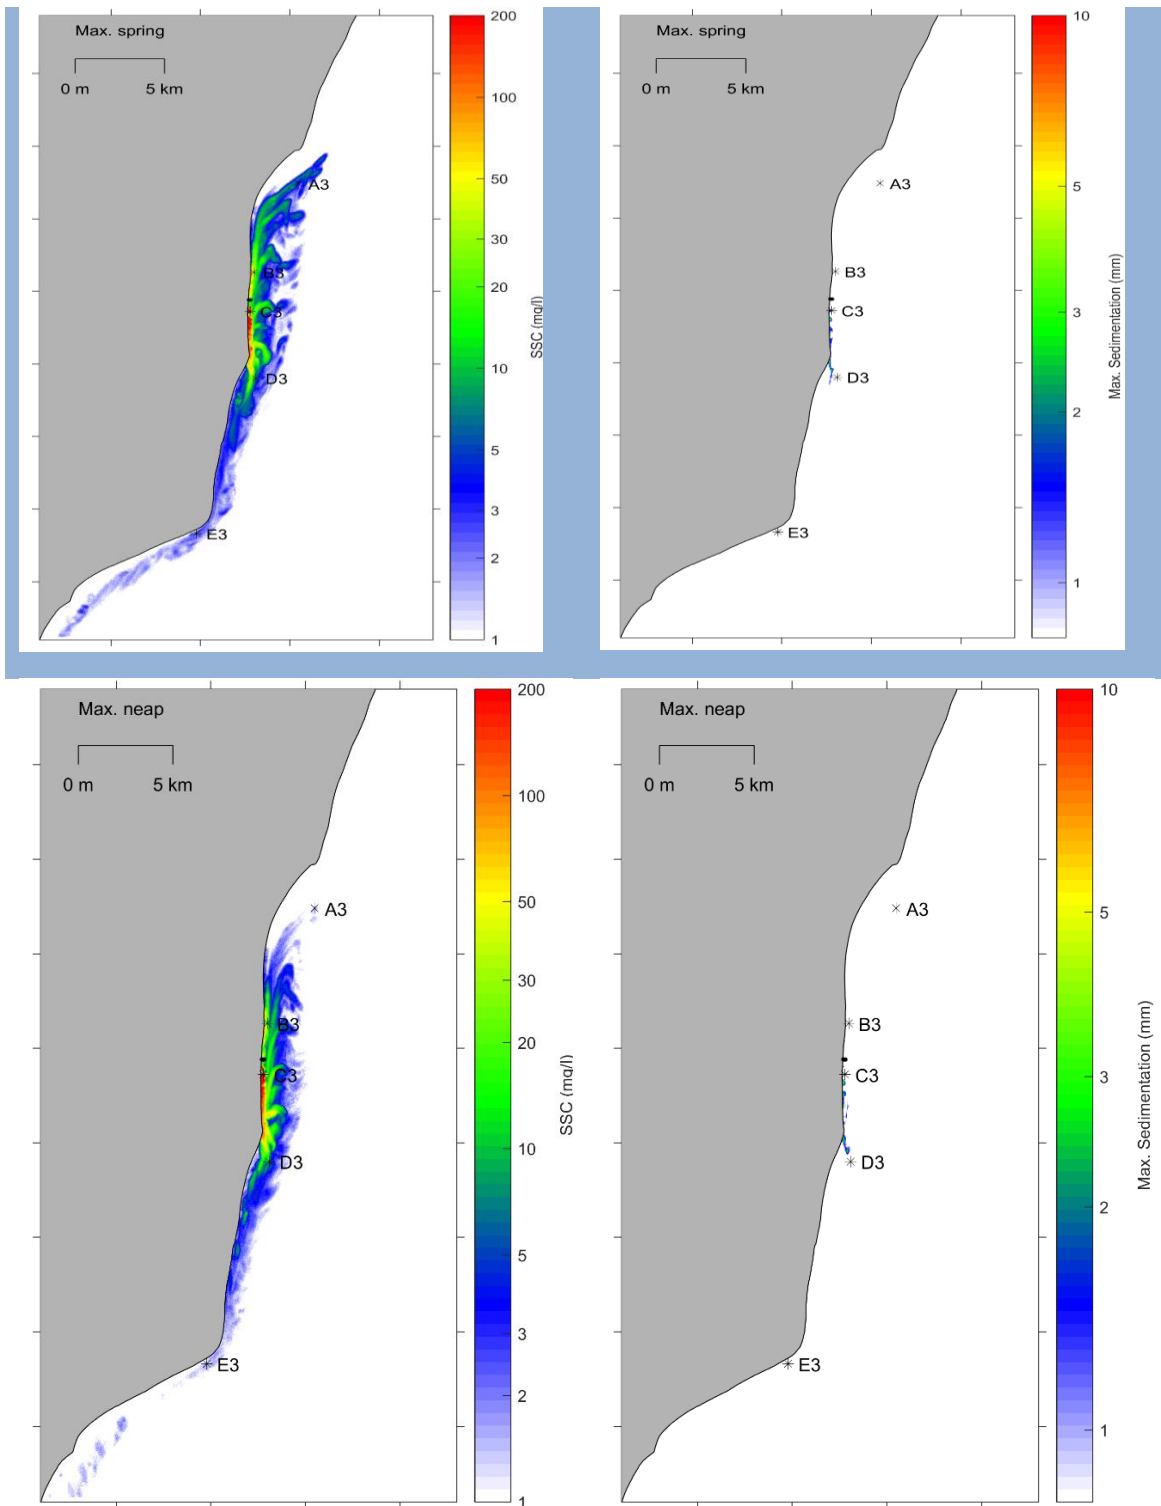 Max. spring
0 m 5 km
200
100
50
30
20
10
5
3
2
1
SSC (mg/l)
A3
B3
C3
D3
E3
Max. spring
0 m 5 km
10
5
3
2
1
Max. Sedimentation (mm)
A3
B3
C3
D3
E3
Max. neap
0 m 5 km
200
100
50
30
20
10
5
3
2
1
SSC (mg/l)
A3
B3
C3
D3
E3
Max. neap
0 m 5 km
10
5
3
2
1
Max. Sedimentation (mm)
A3
B3
C3
D3
E3